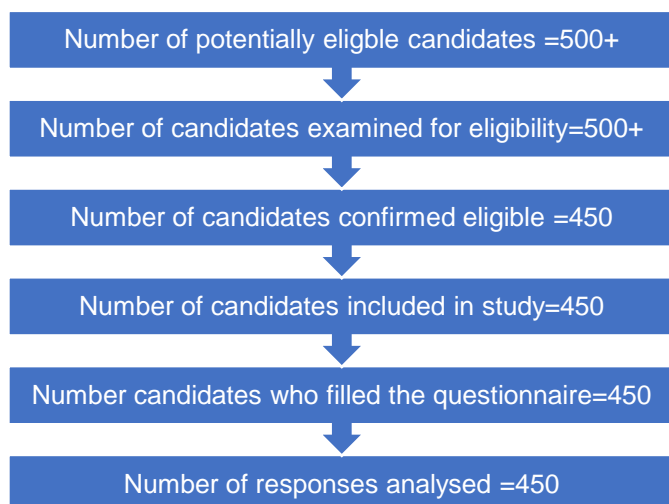 Number of potentially eligble candidates =500+
Number of candidates examined for eligibility=500+
Number of candidates confirmed eligible =450
Number of candidates included in study=450
Number candidates who filled the questionnaire=450
Number of responses analysed =450